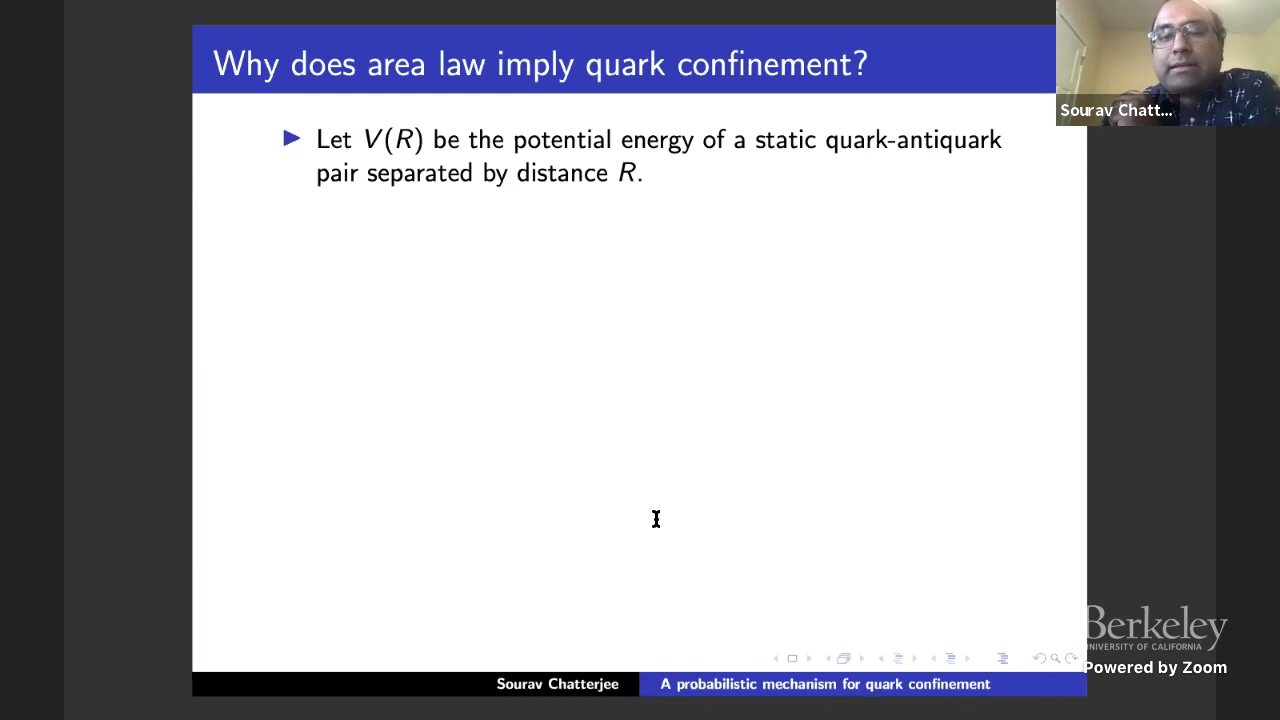 Why does area law imply quark confinement?
Sourav Chatt...
▶ Let V(R) be the potential energy of a static quark-antiquark
pair separated by distance R.
Berkeley
UNIVERSITY OF CALIFORNIA
Powered by Zoom
Sourav Chatterjee
A probabilistic mechanism for quark confinement